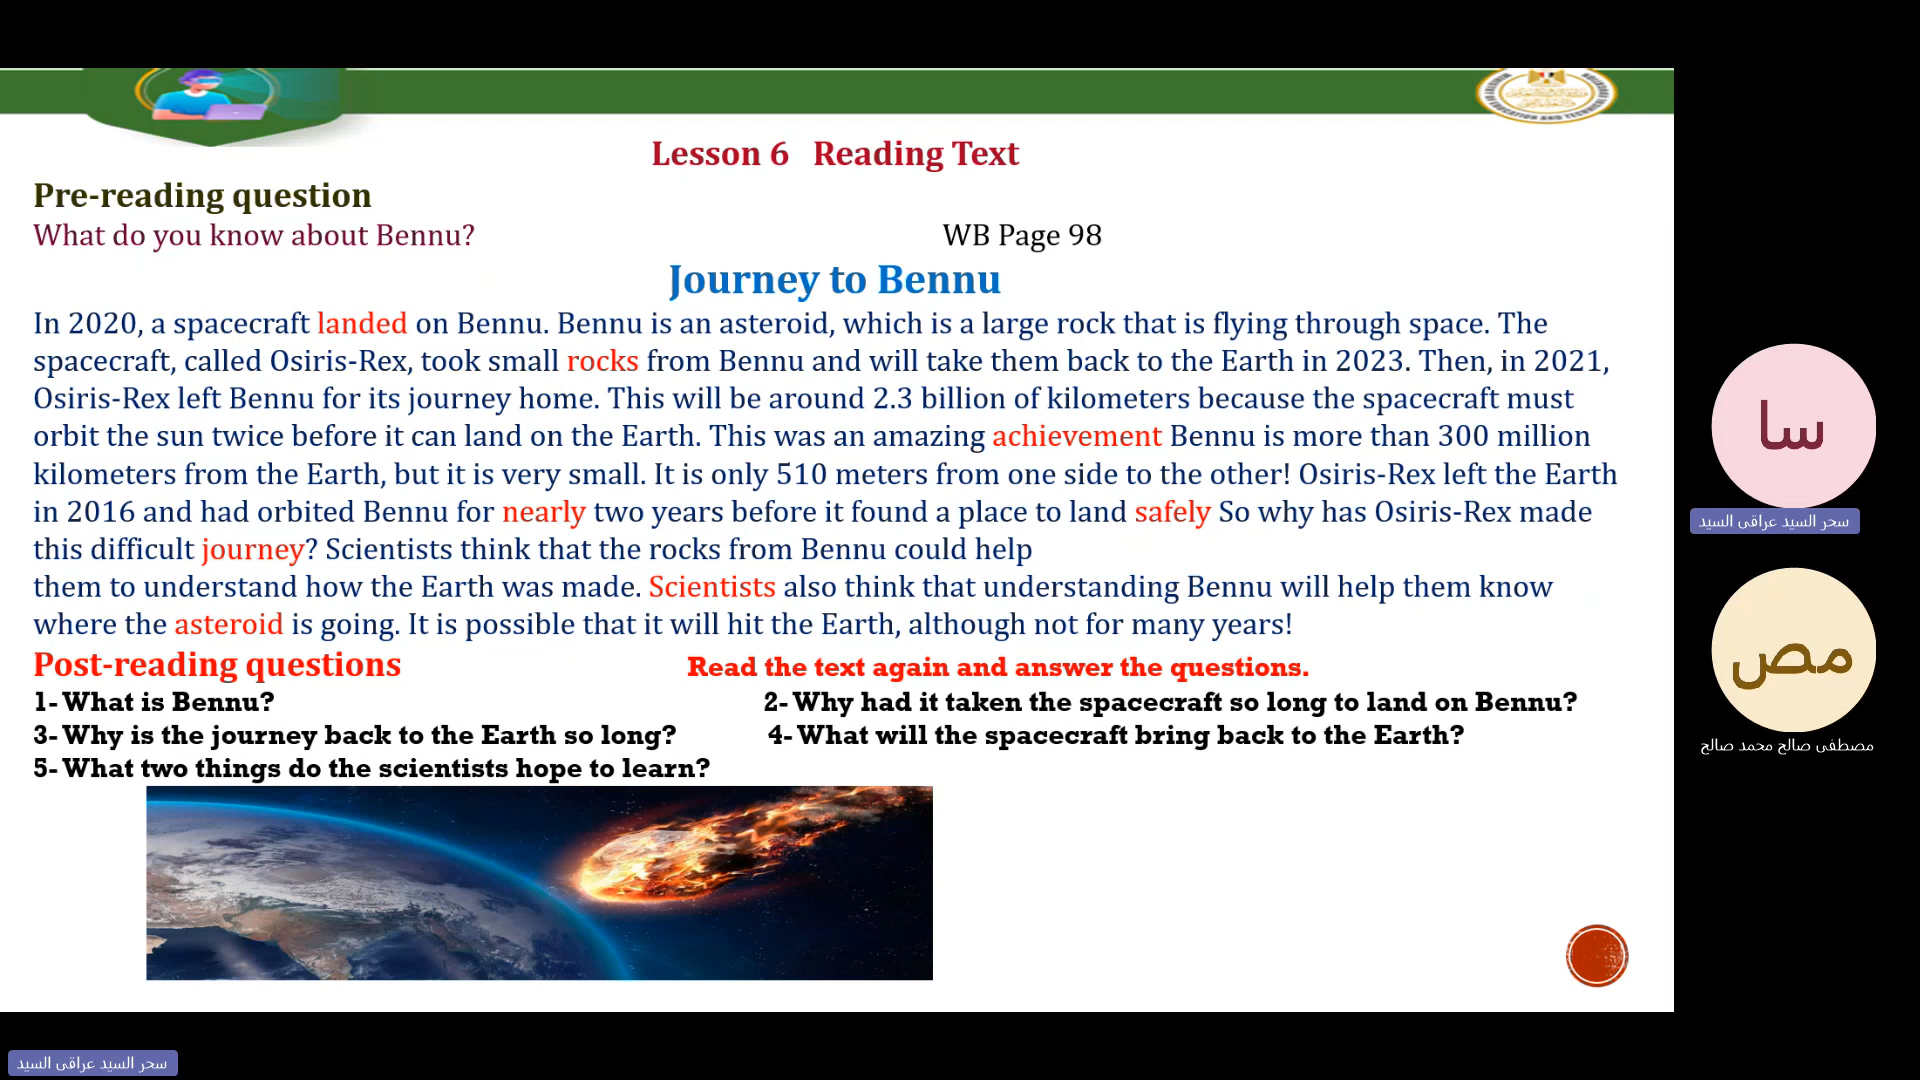 Lesson 6 Reading Text
Pre-reading question
What do you know about Bennu? WB Page 98
Journey to Bennu
In 2020, a spacecraft landed on Bennu. Bennu is an asteroid, which is a large rock that is flying through space. The
spacecraft, called Osiris-Rex, took small rocks from Bennu and will take them back to the Earth in 2023. Then, in 2021,
Osiris-Rex left Bennu for its journey home. This will be around 2.3 billion of kilometers because the spacecraft must
orbit the sun twice before it can land on the Earth. This was an amazing achievement Bennu is more than 300 million
kilometers from the Earth, but it is very small. It is only 510 meters from one side to the other! Osiris-Rex left the Earth
in 2016 and had orbited Bennu for nearly two years before it found a place to land safely So why has Osiris-Rex made
this difficult journey? Scientists think that the rocks from Bennu could help
them to understand how the Earth was made. Scientists also think that understanding Bennu will help them know
where the asteroid is going. It is possible that it will hit the Earth, although not for many years!
Post-reading questions Read the text again and answer the questions.
1- What is Bennu? 2- Why had it taken the spacecraft so long to land on Bennu?
3- Why is the journey back to the Earth so long? 4- What will the spacecraft bring back to the Earth?
5- What two things do the scientists hope to learn?
سا
سحر السيد عراقى السيد
مص
مصطفى صالح محمد صالح
سحر السيد عراقى السيد